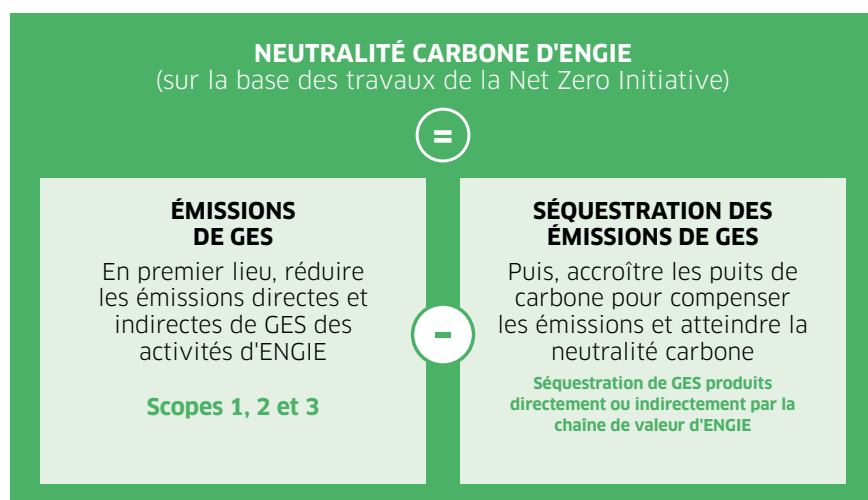 NEUTRALITÉ CARBONE D'ENGIE
(sur la base des travaux de la Net Zero Initiative)
=
ÉMISSIONS
DE GES
En premier lieu, réduire
les émissions directes et
indirectes de GES des
activités d'ENGIE
Scopes 1, 2 et 3
-
SÉQUESTRATION DES
ÉMISSIONS DE GES
Puis, accroître les puits de
carbone pour compenser
les émissions et atteindre la
neutralité carbone
Séquestration de GES produits
directement ou indirectement par la
chaîne de valeur d'ENGIE